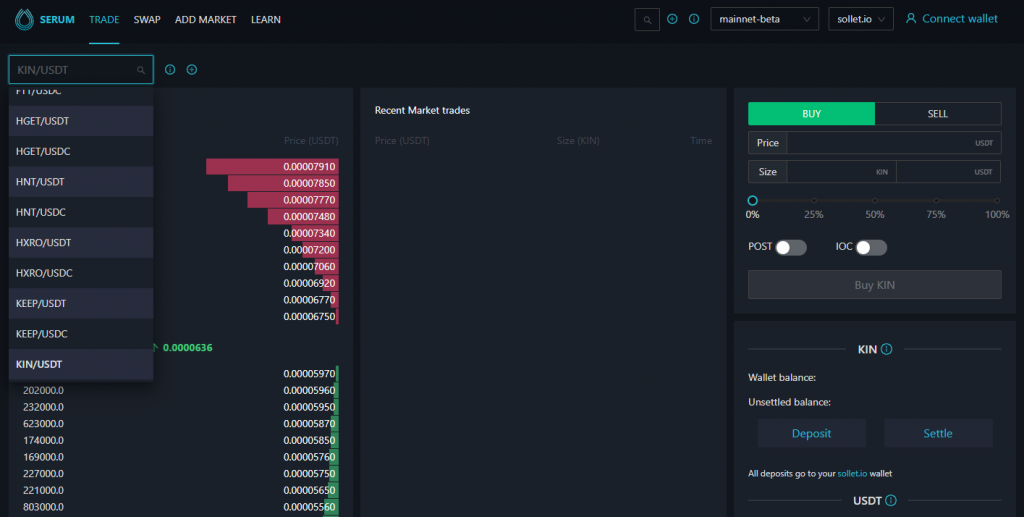 SERUM TRADE SWAP ADD MARKET LEARN mainnet-beta sollet.io Connect wallet
KIN/USDT
FTT/USDC
HGET/USDT
HGET/USDC
HNT/USDT
HNT/USDC
HXRO/USDT
HXRO/USDC
KEEP/USDT
KEEP/USDC
KIN/USDT
Price (USDT)
0.00007910
0.00007850
0.00007770
0.00007480
0.00007340
0.00007200
0.00007060
0.00006920
0.00006770
0.00006750
0.0000636
0.00005970
202000.0 0.00005960
232000.0 0.00005950
623000.0 0.00005870
174000.0 0.00005850
169000.0 0.00005760
227000.0 0.00005750
221000.0 0.00005650
803000.0 0.00005560
Recent Market trades
Price (USDT) Size (KIN) Time
BUY SELL
Price USDT
Size KIN USDT
0% 25% 50% 75% 100%
POST IOC
Buy KIN
KIN
Wallet balance:
Unsettled balance:
Deposit Settle
All deposits go to your sollet.io wallet
USDT